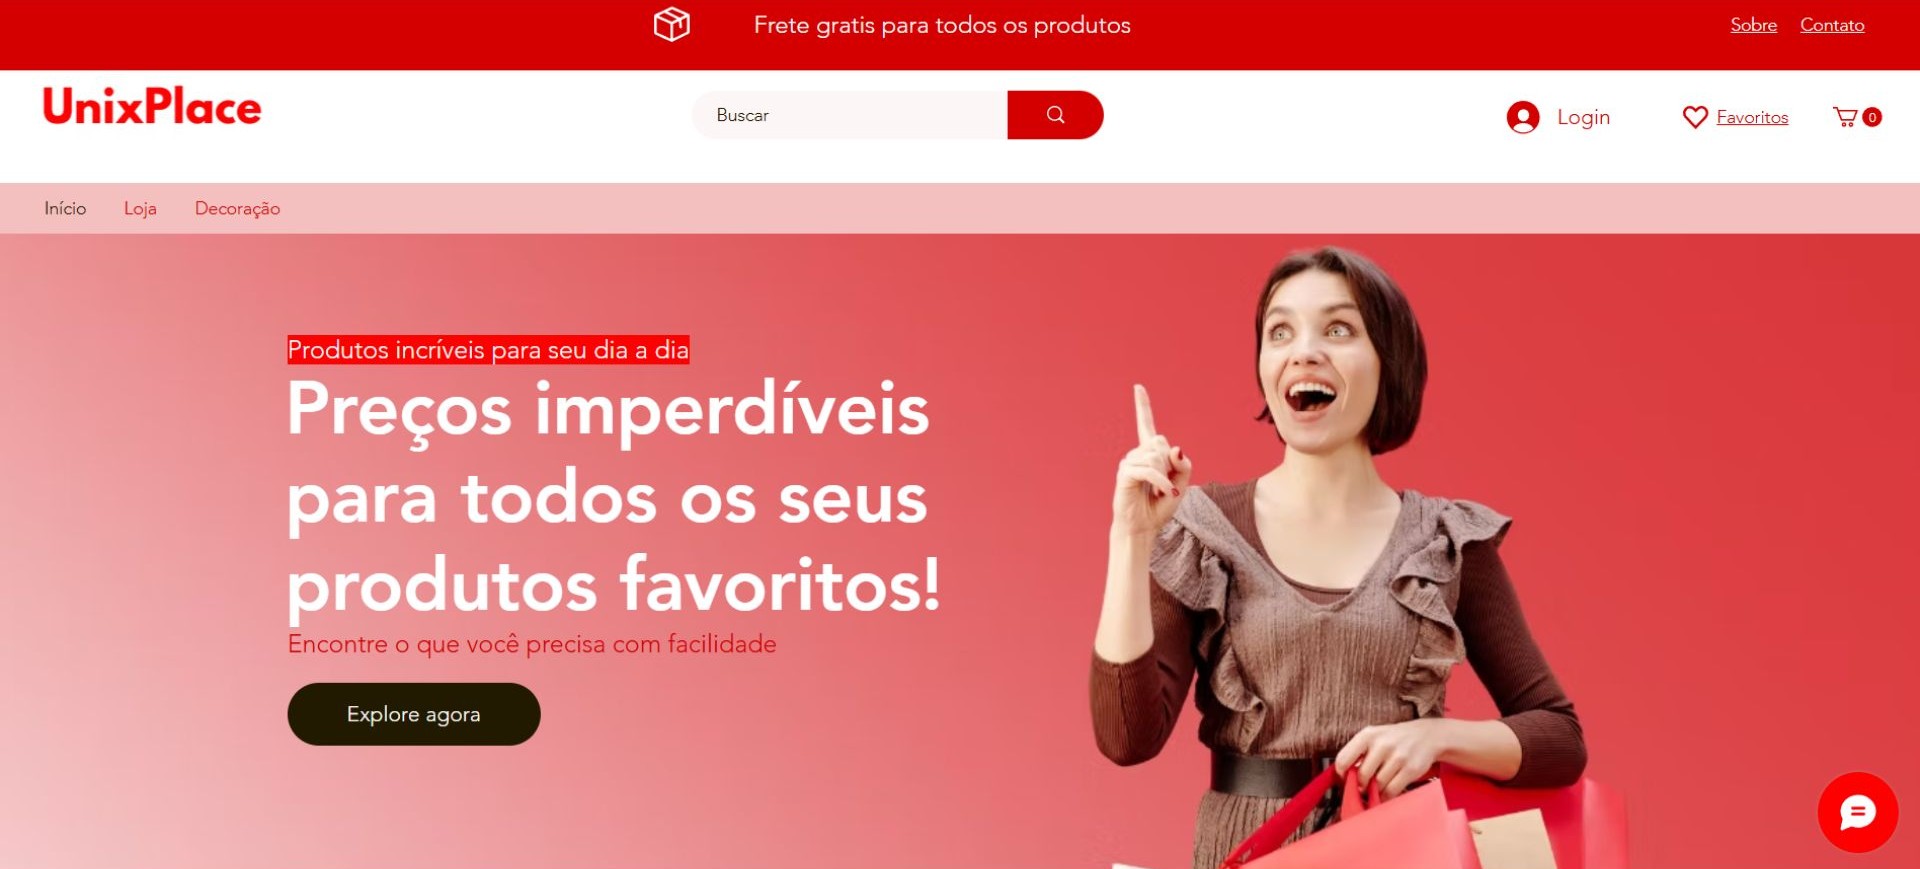 Frete gratis para todos os produtos
Sobre Contato
UnixPlace
Buscar
Login
Favoritos
0
Início Loja Decoração
Produtos incríveis para seu dia a dia
Preços imperdíveis
para todos os seus
produtos favoritos!
Encontre o que você precisa com facilidade
Explore agora